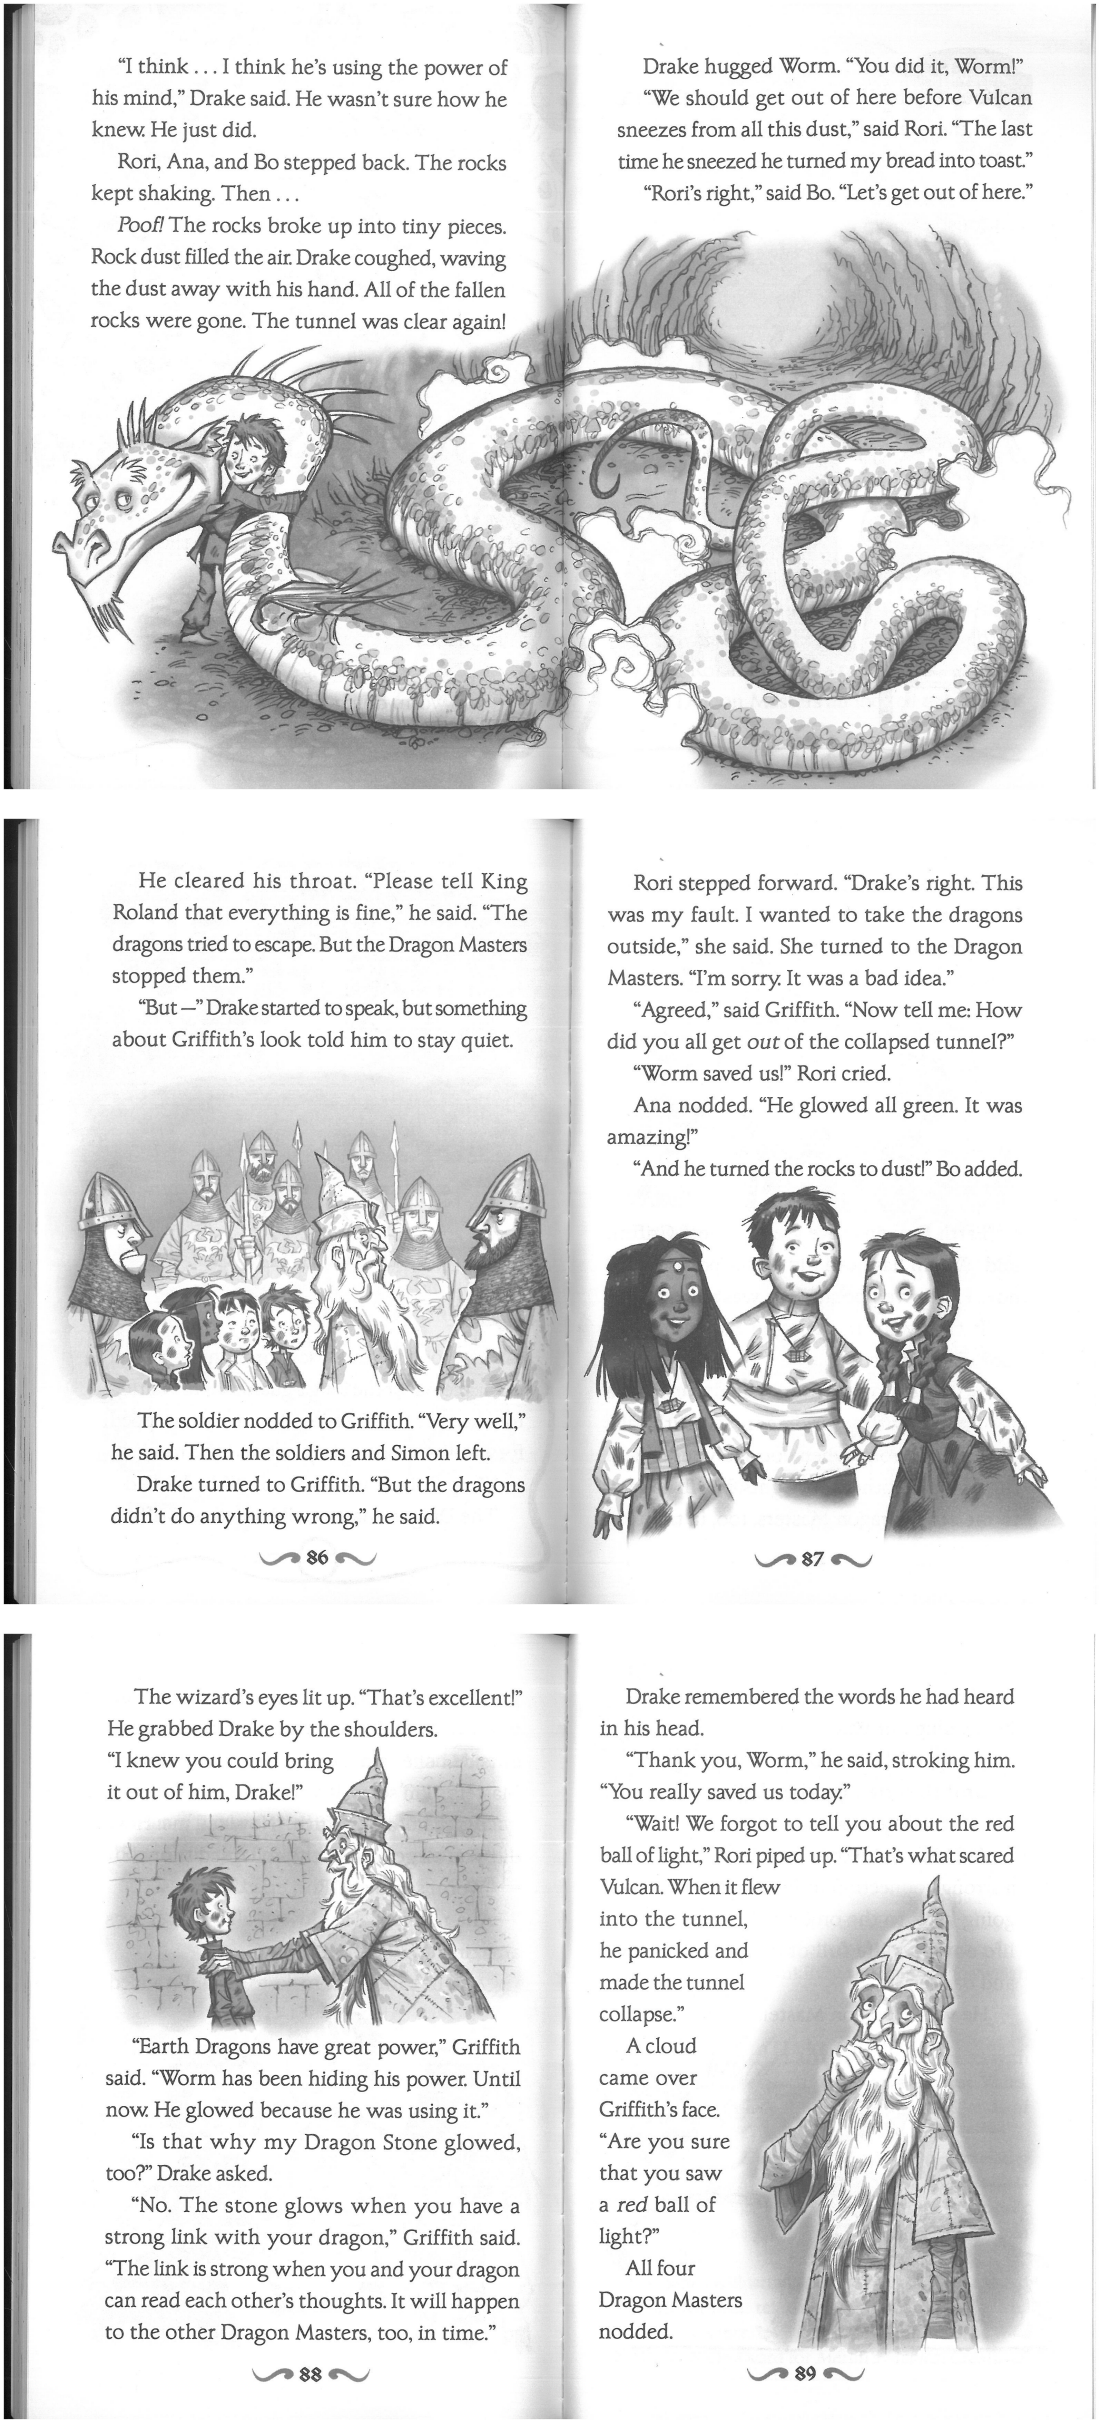 “I think . . . I think he’s using the power of
his mind,” Drake said. He wasn’t sure how he
knew. He just did.
Rori, Ana, and Bo stepped back. The rocks
kept shaking. Then . . .
Poof! The rocks broke up into tiny pieces.
Rock dust filled the air. Drake coughed, waving
the dust away with his hand. All of the fallen
rocks were gone. The tunnel was clear again!
Drake hugged Worm. “You did it, Worm!”
“We should get out of here before Vulcan
sneezes from all this dust,” said Rori. “The last
time he sneezed he turned my bread into toast.”
“Rori’s right,” said Bo. “Let’s get out of here.”
He cleared his throat. “Please tell King
Roland that everything is fine,” he said. “The
dragons tried to escape. But the Dragon Masters
stopped them.”
“But —” Drake started to speak, but something
about Griffith’s look told him to stay quiet.
The soldier nodded to Griffith. “Very well,”
he said. Then the soldiers and Simon left.
Drake turned to Griffith. “But the dragons
didn’t do anything wrong,” he said.
86
Rori stepped forward. “Drake’s right. This
was my fault. I wanted to take the dragons
outside,” she said. She turned to the Dragon
Masters. “I’m sorry. It was a bad idea.”
“Agreed,” said Griffith. “Now tell me: How
did you all get out of the collapsed tunnel?”
“Worm saved us!” Rori cried.
Ana nodded. “He glowed all green. It was
amazing!”
“And he turned the rocks to dust!” Bo added.
87
The wizard’s eyes lit up. “That’s excellent!”
He grabbed Drake by the shoulders.
“I knew you could bring
it out of him, Drake!”
“Earth Dragons have great power,” Griffith
said. “Worm has been hiding his power. Until
now. He glowed because he was using it.”
“Is that why my Dragon Stone glowed,
too?” Drake asked.
“No. The stone glows when you have a
strong link with your dragon,” Griffith said.
“The link is strong when you and your dragon
can read each other’s thoughts. It will happen
to the other Dragon Masters, too, in time.”
88
Drake remembered the words he had heard
in his head.
“Thank you, Worm,” he said, stroking him.
“You really saved us today.”
“Wait! We forgot to tell you about the red
ball of light,” Rori piped up. “That’s what scared
Vulcan. When it flew
into the tunnel,
he panicked and
made the tunnel
collapse.”
A cloud
came over
Griffith’s face.
“Are you sure
that you saw
a red ball of
light?”
All four
Dragon Masters
nodded.
89